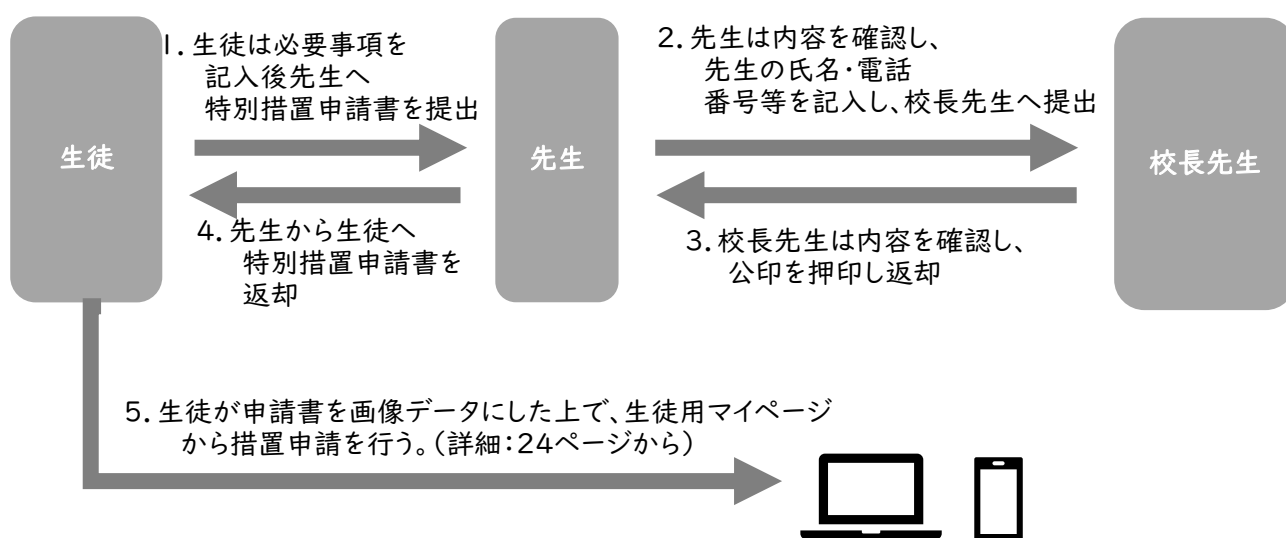 1.生徒は必要事項を
記入後先生へ
特別措置申請書を提出
2.先生は内容を確認し、
先生の氏名・電話
番号等を記入し、校長先生へ提出
生徒
先生
校長先生
4.先生から生徒へ
特別措置申請書を
返却
3.校長先生は内容を確認し、
公印を押印し返却
5.生徒が申請書を画像データにした上で、生徒用マイページ
から措置申請を行う。(詳細:24ページから)